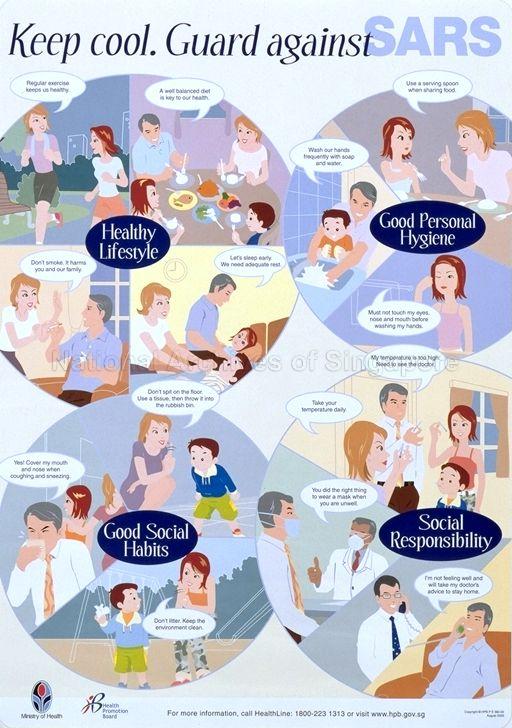 Keep cool. Guard against SARS
Regular exercise
keeps us healthy.
A well balanced diet
is key to our health.
Healthy
Lifestyle
Don't smoke. It harms
you and our family.
Let's sleep early.
We need adequate rest.
Use a serving spoon
when sharing food.
Wash our hands
frequently with soap
and water.
Good Personal
Hygiene
Must not touch my eyes,
nose and mouth before
washing my hands.
National Archives of Singapore
Don't spit on the floor.
Use a tissue, then throw it into
the rubbish bin.
Yes! Cover my mouth
and nose when
coughing and sneezing.
Good Social
Habits
Don't litter. Keep the
environment clean.
My temperature is too high.
Need to see the doctor.
Take your
temperature daily.
You did the right thing
to wear a mask when
you are unwell.
Social
Responsibility
I'm not feeling well and
will take my doctor's
advice to stay home.
Ministry of Health
Health
Promotion
Board
For more information, call HealthLine: 1800-223 1313 or visit www.hpb.gov.sg